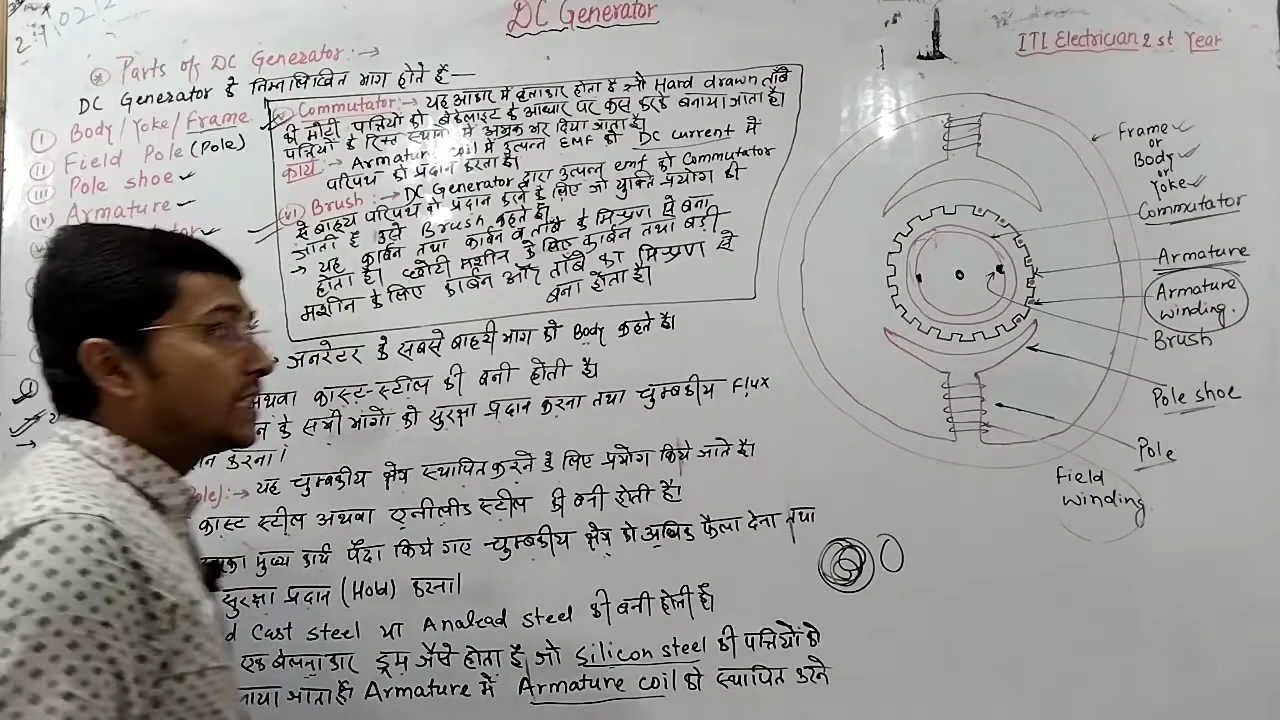 DC Generator
ITI Electrician 2 st Year
Parts of DC Generator :→
DC Generator के निम्नलिखित भाग होते हैं—
(I) Body/Yoke/Frame
(II) Field Pole (Pole)
(III) Pole shoe
(IV) Armature
(V) Commutator :→ यह आकार में बेलनाकार होता है जो Hard drawn ताँबे
की मोटी पत्तियों को बैकेलाइट के आधार पर कस करके बनाया जाता है।
पत्तियों के रिक्त स्थानों में अभ्रक भर दिया जाता है।
कार्य :→ Armature coil में उत्पन्न EMF को DC current में
परिपथ को प्रदान करता है।
(VI) Brush :→ DC Generator द्वारा उत्पन्न emf को Commutator
से बाहय परिपथ को प्रदान करने के लिए जो युक्ति प्रयोग की
जाती है उसे Brush कहते हैं।
→ यह कार्बन तथा कार्बन व ताँबे के मिश्रण से बना
होता है। छोटी मशीन के लिए कार्बन तथा बड़ी
मशीन के लिए कार्बन और ताँबे का मिश्रण से
बना होता है।
जनरेटर के सबसे बाहरी भाग को Body कहते है।
अथवा कास्ट-स्टील की बनी होती है।
के सभी भागो को सुरक्षा प्रदान करना तथा चुम्बकीय Flux
करना।
:→ यह चुम्बकीय क्षेत्र स्थापित करने के लिए प्रयोग किये जाते है।
कास्ट स्टील अथवा एनीलीड स्टील की बनी होती है।
मुख्य कार्य पैदा किये गए चुम्बकीय क्षेत्र को अधिक फैला देना तथा
सुरक्षा प्रदान (Hold) करना।
Cast steel या Analead steel की बनी होती है।
एक बेलनाकार ड्रम जैसे होता है जो Silicon steel की पत्तियों को
जाता है। Armature में Armature coil को स्थापित करने
Frame
or
Body
or
Yoke
Commutator
Armature
Armature
winding.
Brush
Pole shoe
Pole
Field
winding